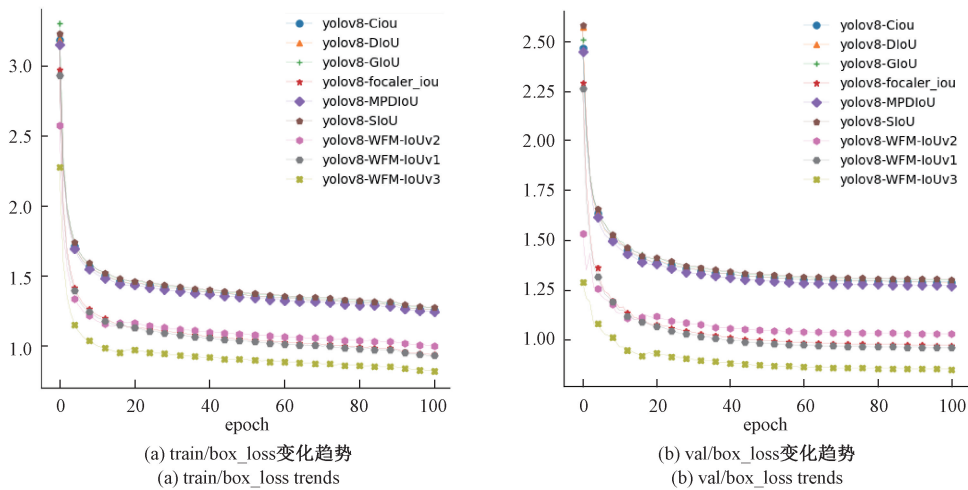 yolov8-Ciou
yolov8-DIoU
yolov8-GIoU
yolov8-focaler_iou
yolov8-MPDIoU
yolov8-SIoU
yolov8-WFM-IoUv2
yolov8-WFM-IoUv1
yolov8-WFM-IoUv3
3.0
2.0
1.5
1.0
0
20
40
60
80
100
epoch
(a) train/box_loss变化趋势
(a) train/box_loss trends
yolov8-Ciou
yolov8-DIoU
yolov8-GIoU
yolov8-focaler_iou
yolov8-MPDIoU
yolov8-SIoU
yolov8-WFM-IoUv2
yolov8-WFM-IoUv1
yolov8-WFM-IoUv3
2.50
2.25
2.00
1.75
1.50
1.25
1.00
0
20
40
60
80
100
epoch
(b) val/box_loss变化趋势
(b) val/box_loss trends